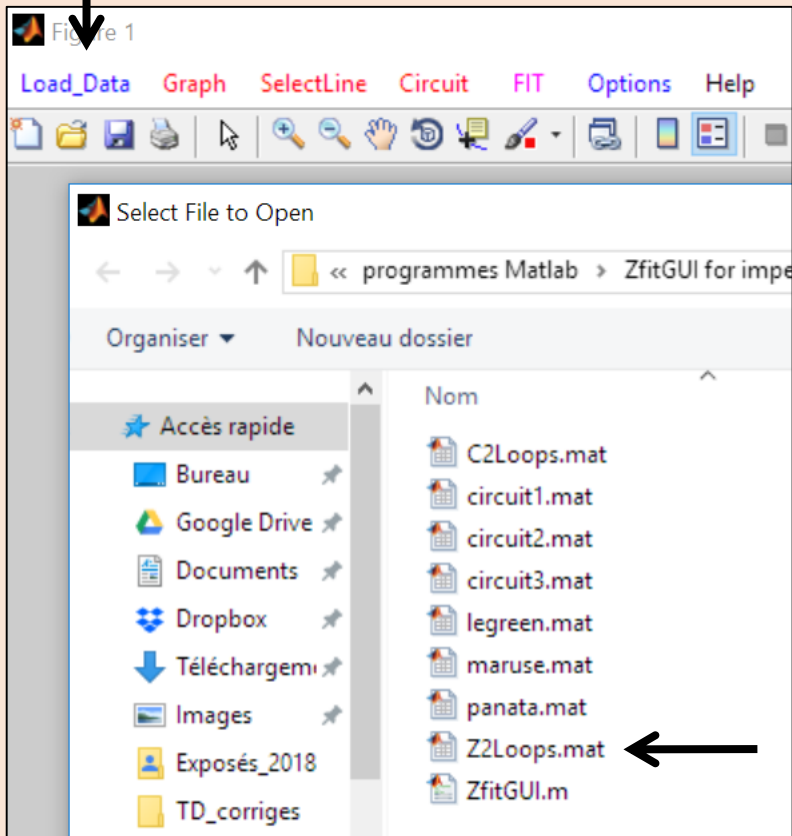 Figure 1
Load_Data Graph SelectLine Circuit FIT Options Help
Select File to Open
« programmes Matlab › ZfitGUI for impe
Organiser Nouveau dossier
Nom
Accès rapide
Bureau
Google Drive
Documents
Dropbox
Téléchargem
Images
Exposés_2018
TD_corriges
C2Loops.mat
circuit1.mat
circuit2.mat
circuit3.mat
legreen.mat
maruse.mat
panata.mat
Z2Loops.mat
ZfitGUI.m